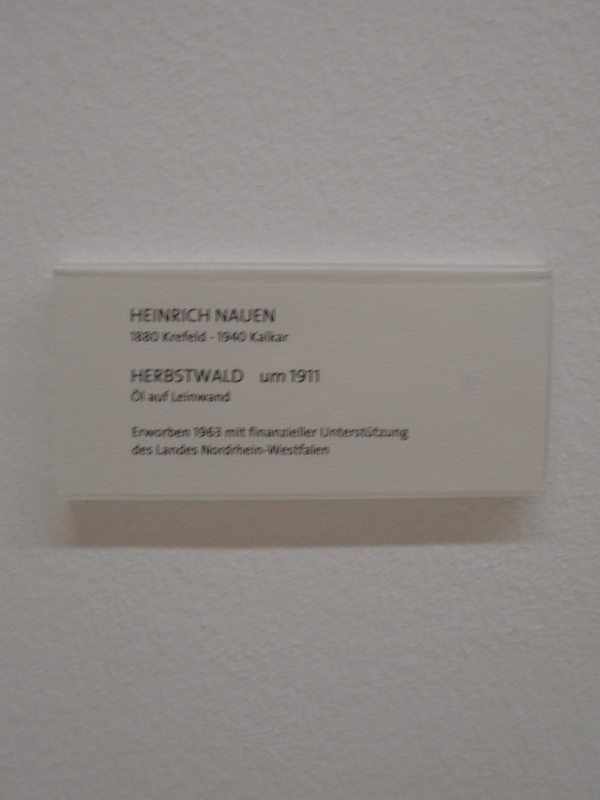 HEINRICH NAUEN
1880 Krefeld - 1940 Kalkar
HERBSTWALD um 1911
Öl auf Leinwand
Erworben 1963 mit finanzieller Unterstützung
des Landes Nordrhein-Westfalen